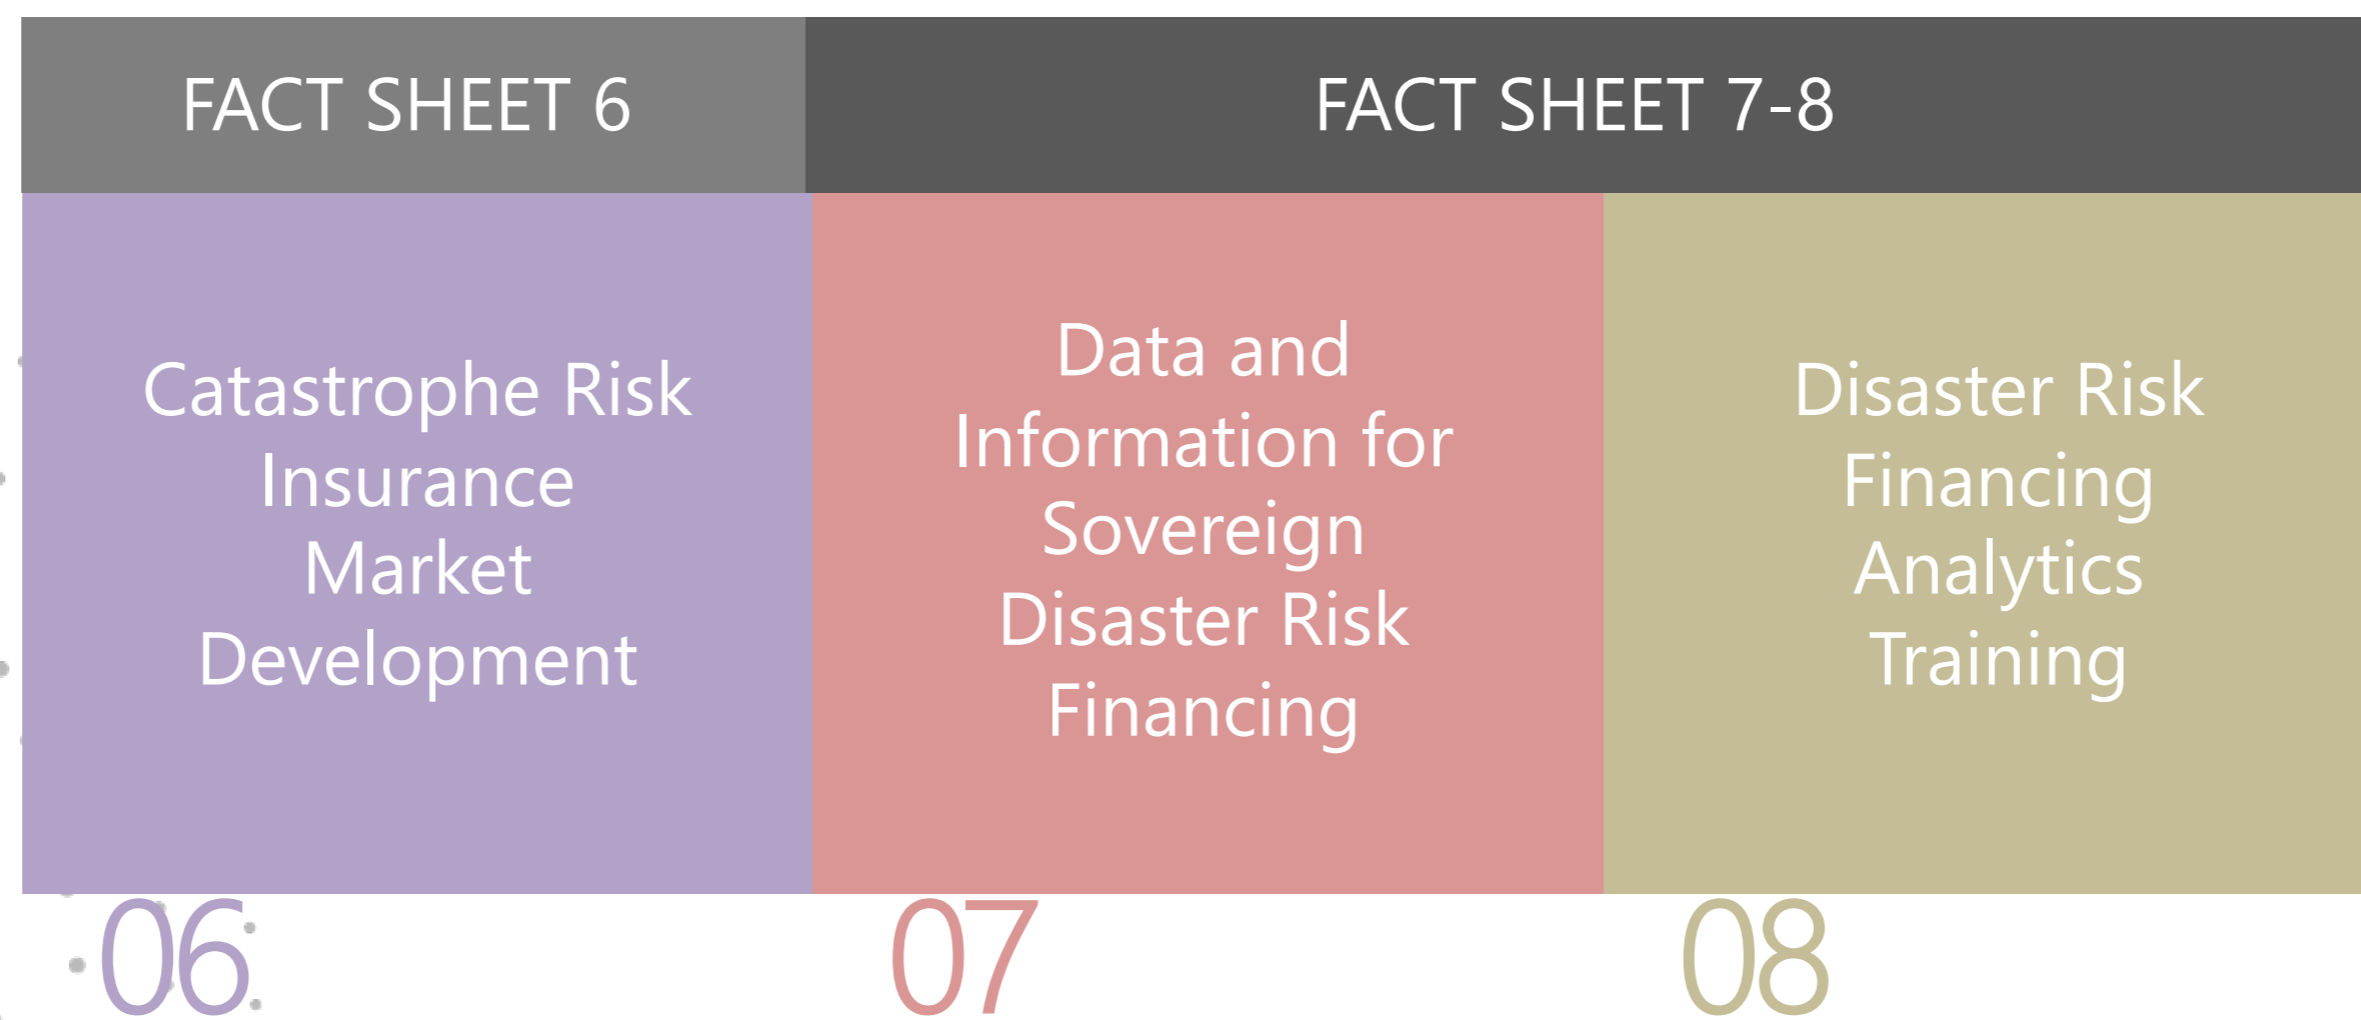 FACT SHEET 6
FACT SHEET 7-8
Catastrophe Risk
Insurance
Market
Development
Data and
Information for
Sovereign
Disaster Risk
Financing
Disaster Risk
Financing
Analytics
Training
06
07
08